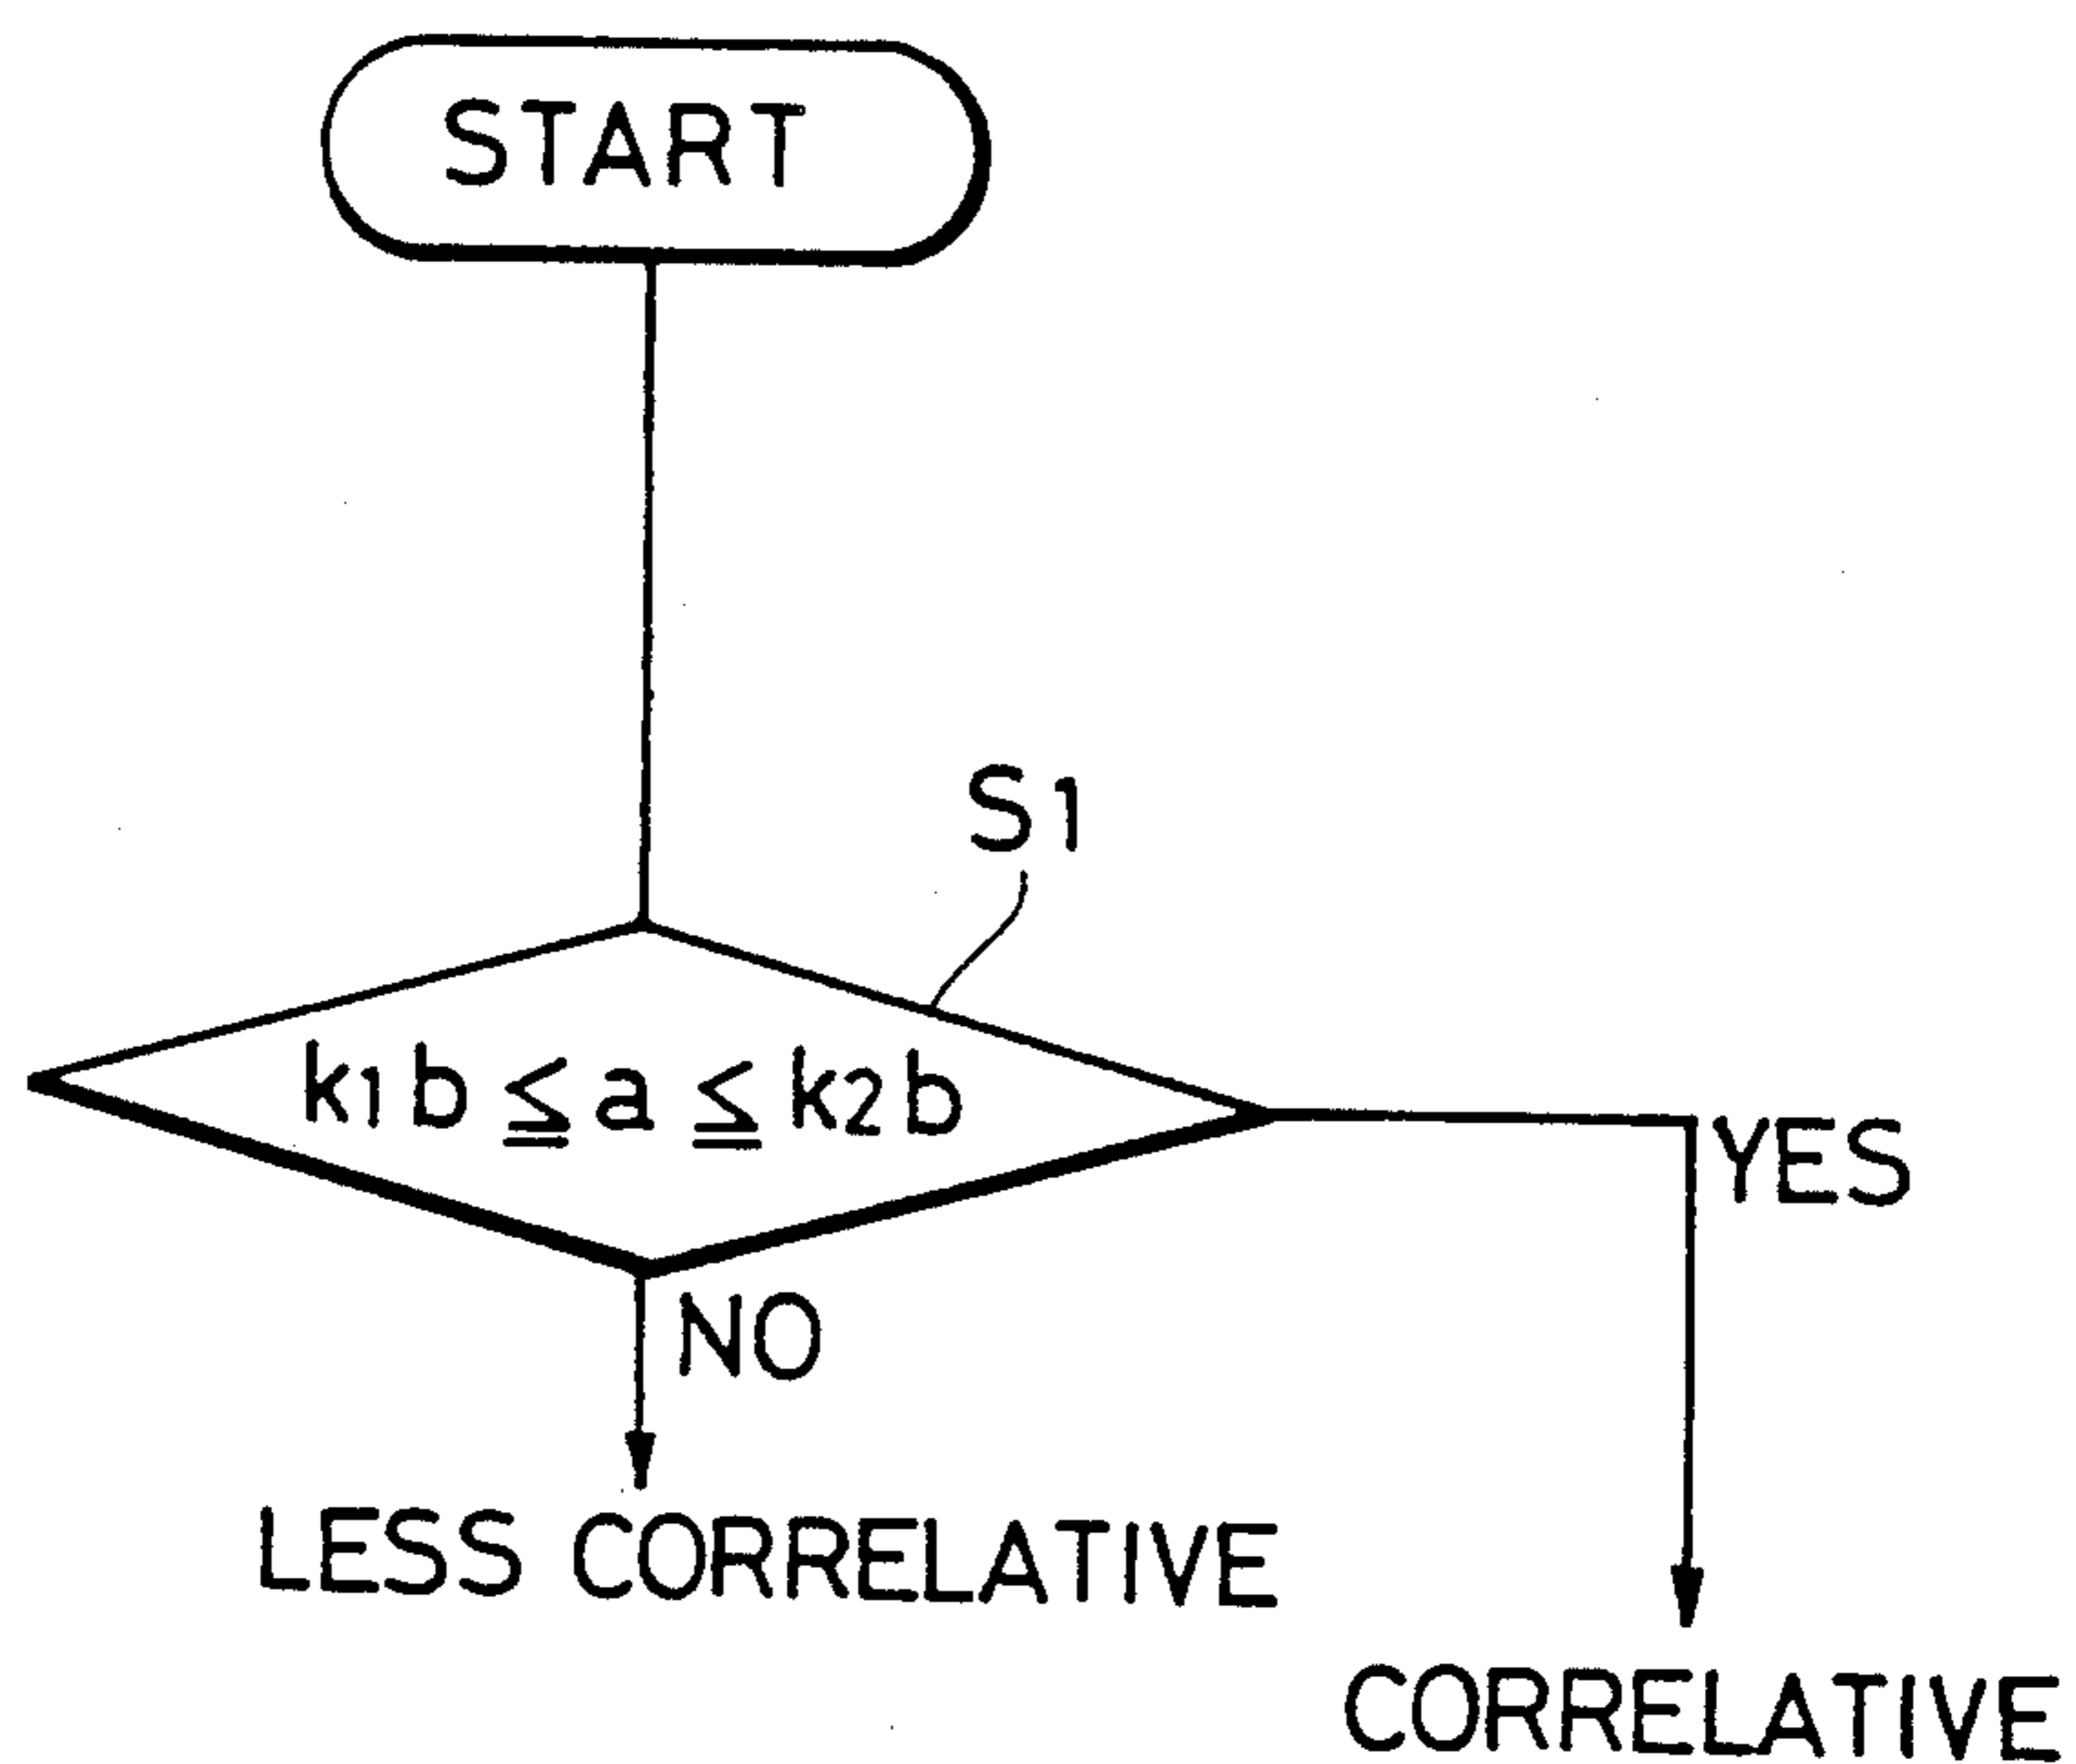 START
S1
k1b ≦ a ≦ k2b
YES
NO
LESS CORRELATIVE
CORRELATIVE